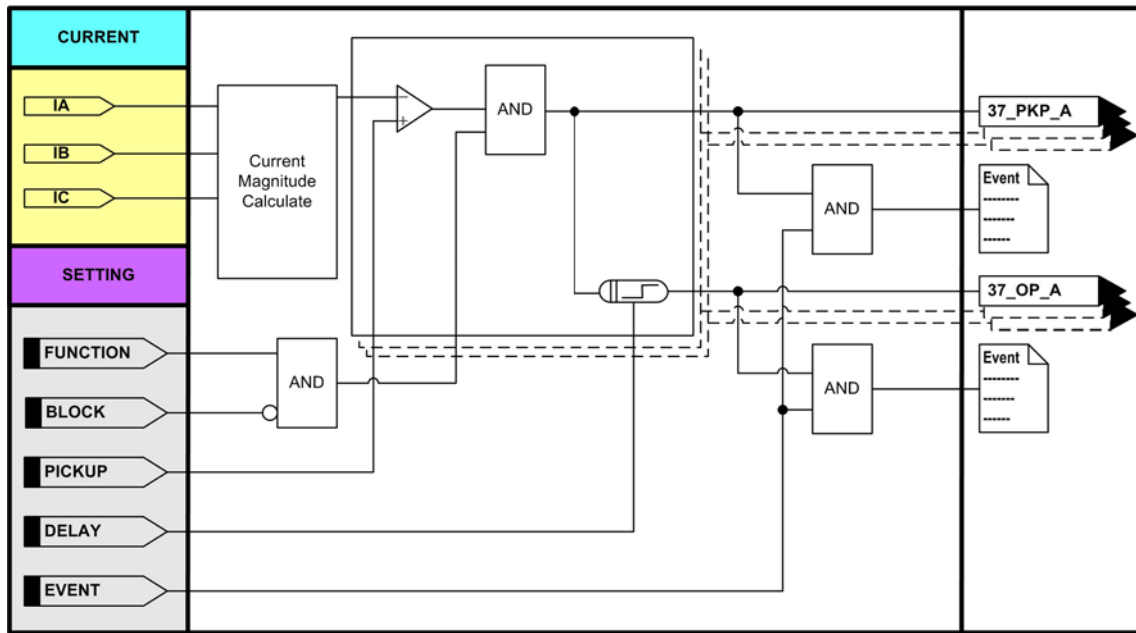 CURRENT
IA
IB
IC
Current
Magnitude
Calculate
AND
37_PKP_A
Event
AND
SETTING
37_OP_A
FUNCTION
AND
BLOCK
AND
Event
PICKUP
DELAY
EVENT